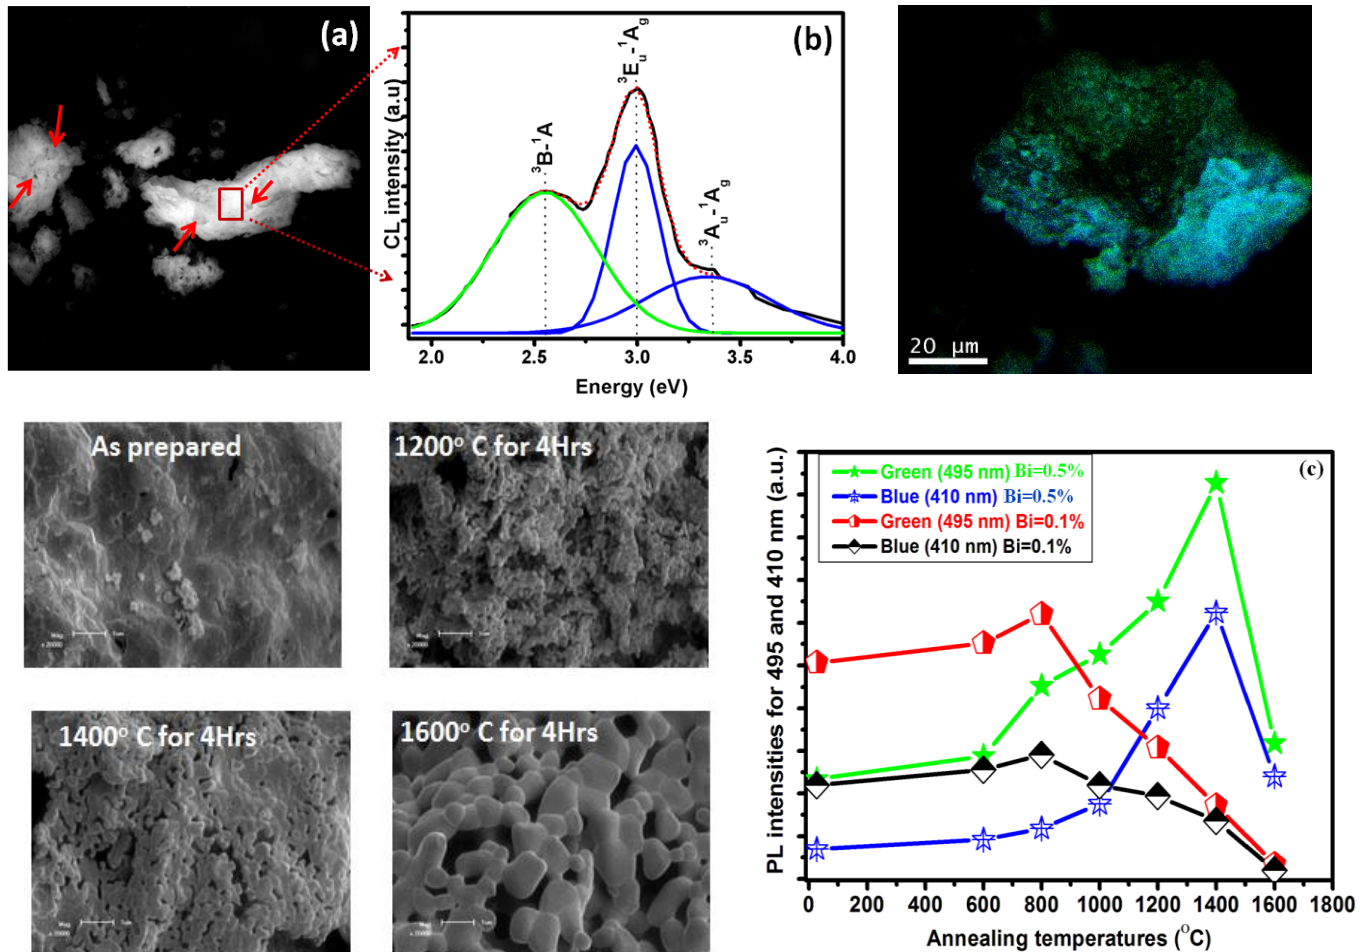 (a)
(b)
CL intensity (a.u)
³B-¹A
³Eᵤ-¹A_g
³Aᵤ-¹A_g
2.0 2.5 3.0 3.5 4.0
Energy (eV)
20 µm
As prepared
1200° C for 4Hrs
1400° C for 4Hrs
1600° C for 4Hrs
(c)
PL intensities for 495 and 410 nm (a.u.)
Green (495 nm) Bi=0.5%
Blue (410 nm) Bi=0.5%
Green (495 nm) Bi=0.1%
Blue (410 nm) Bi=0.1%
0 200 400 600 800 1000 1200 1400 1600 1800
Annealing temperatures (°C)